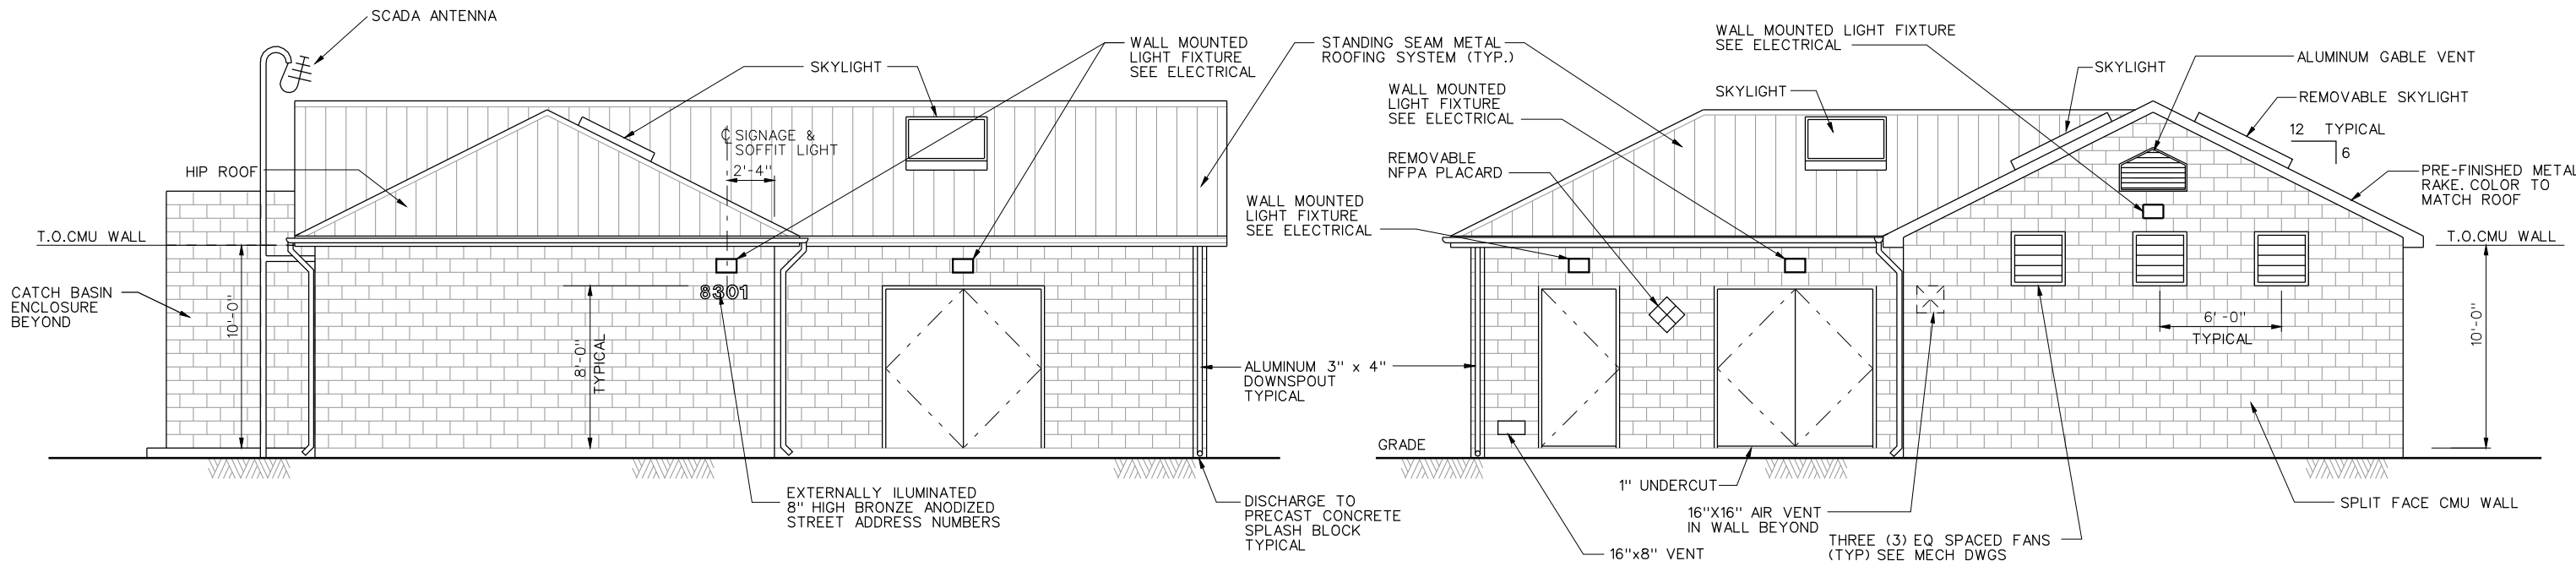 SCADA ANTENNA
SKYLIGHT
WALL MOUNTED
LIGHT FIXTURE
SEE ELECTRICAL
℄ SIGNAGE &
SOFFIT LIGHT
2'-4"
HIP ROOF
T.O.CMU WALL
CATCH BASIN
ENCLOSURE
BEYOND
10'-0"
8'-0"
TYPICAL
8301
EXTERNALLY ILUMINATED
8" HIGH BRONZE ANODIZED
STREET ADDRESS NUMBERS
STANDING SEAM METAL
ROOFING SYSTEM (TYP.)
ALUMINUM 3" x 4"
DOWNSPOUT
TYPICAL
DISCHARGE TO
PRECAST CONCRETE
SPLASH BLOCK
TYPICAL
WALL MOUNTED LIGHT FIXTURE
SEE ELECTRICAL
WALL MOUNTED
LIGHT FIXTURE
SEE ELECTRICAL
SKYLIGHT
REMOVABLE
NFPA PLACARD
WALL MOUNTED
LIGHT FIXTURE
SEE ELECTRICAL
SKYLIGHT
ALUMINUM GABLE VENT
REMOVABLE SKYLIGHT
12 TYPICAL
6
PRE-FINISHED METAL
RAKE. COLOR TO
MATCH ROOF
T.O.CMU WALL
6'-0"
TYPICAL
10'-0"
GRADE
1" UNDERCUT
16"x8" VENT
16"X16" AIR VENT
IN WALL BEYOND
THREE (3) EQ SPACED FANS
(TYP) SEE MECH DWGS
SPLIT FACE CMU WALL